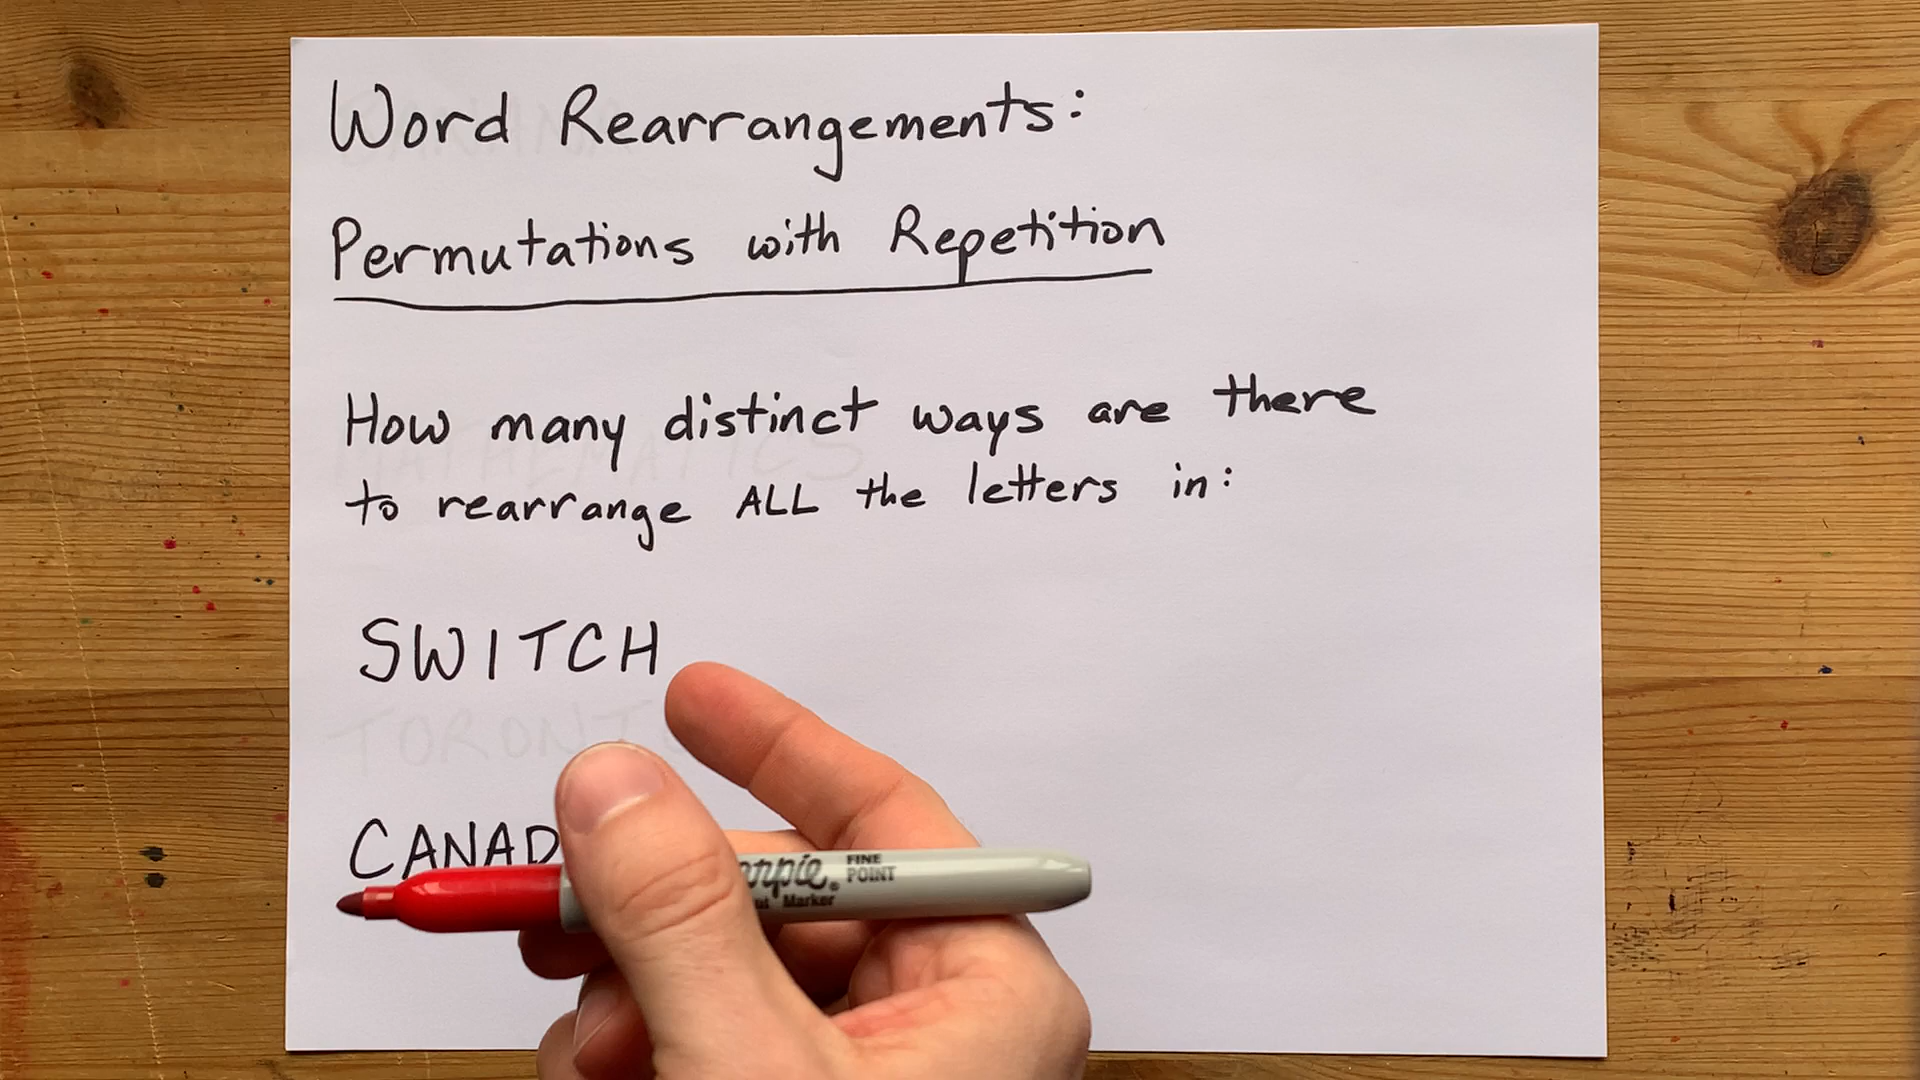 Word Rearrangements:
Permutations with Repetition
How many distinct ways are there
to rearrange ALL the letters in:
SWITCH
TORONTO
CANAD
FINE
POINT
Marker